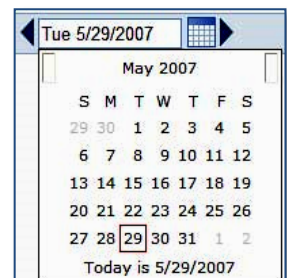 Tue 5/29/2007
May 2007
S M T W T F S
29 30 1 2 3 4 5
6 7 8 9 10 11 12
13 14 15 16 17 18 19
20 21 22 23 24 25 26
27 28 29 30 31 1 2
Today is 5/29/2007